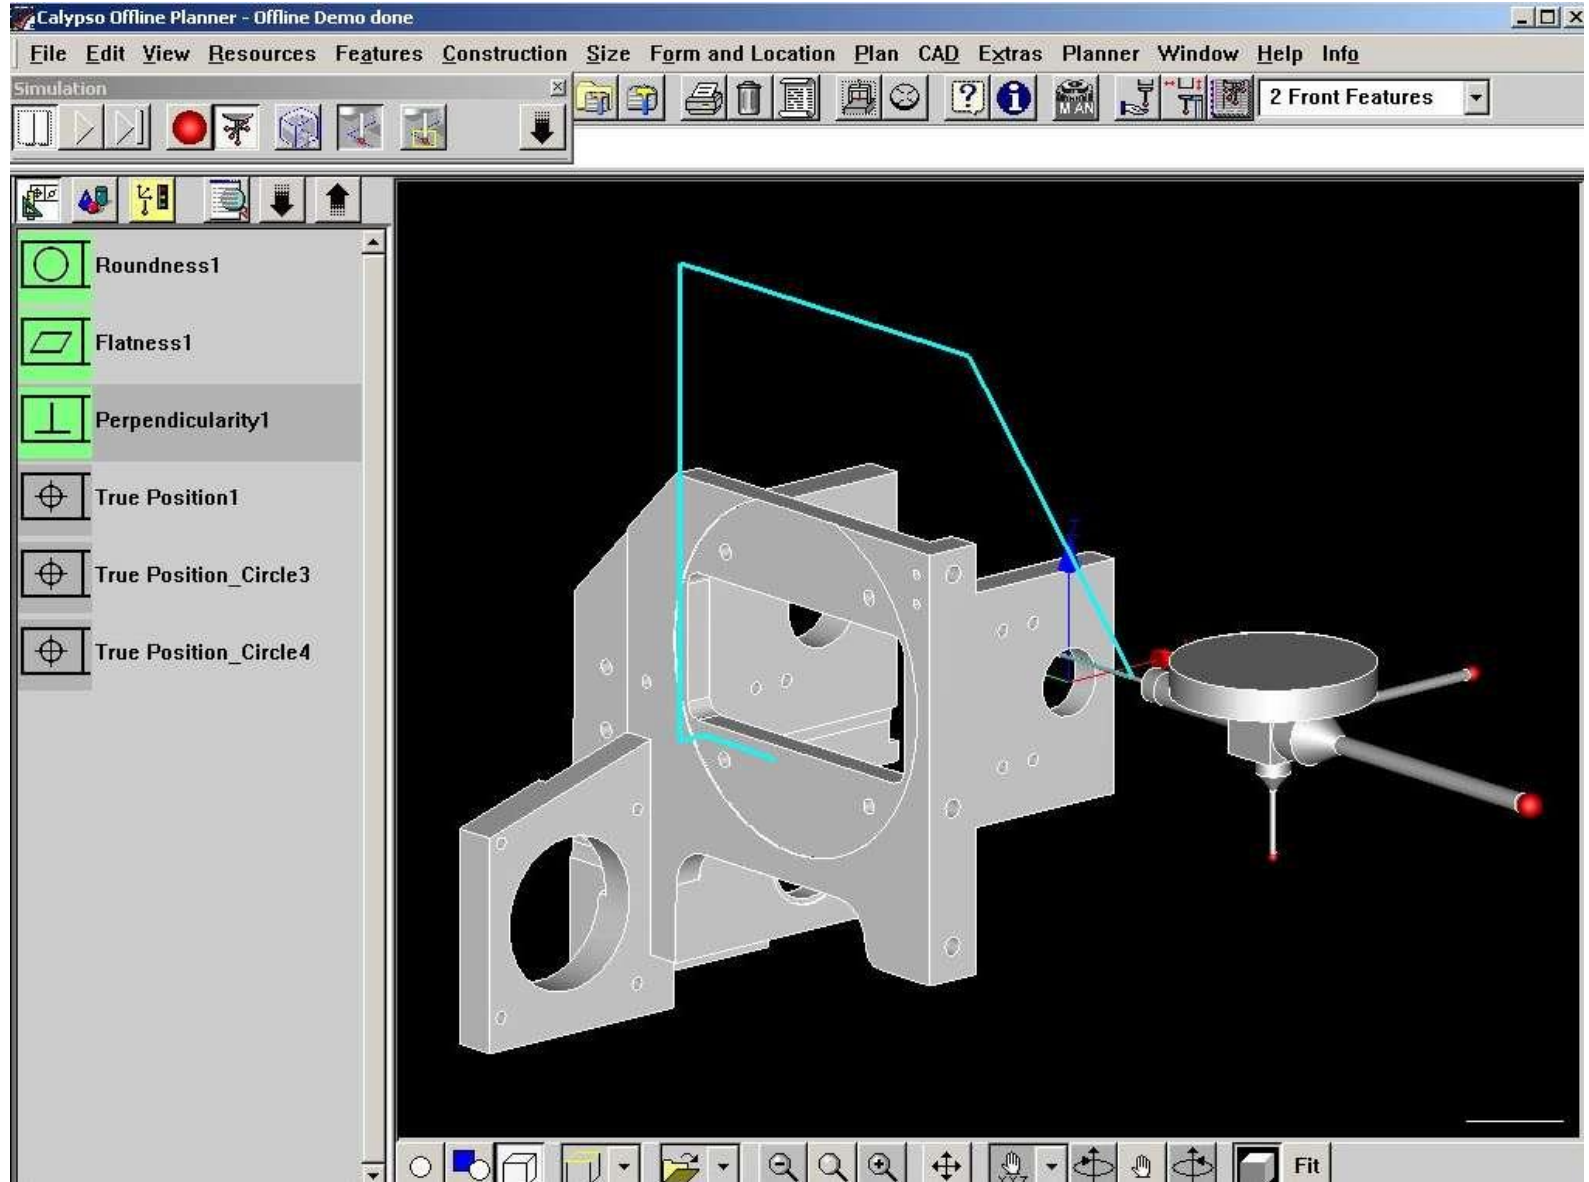 Calypso Offline Planner - Offline Demo done
File Edit View Resources Features Construction Size Form and Location Plan CAD Extras Planner Window Help Info
Simulation
MAN
2 Front Features
Roundness1
Flatness1
Perpendicularity1
True Position1
True Position_Circle3
True Position_Circle4
Z
XYZ
Fit